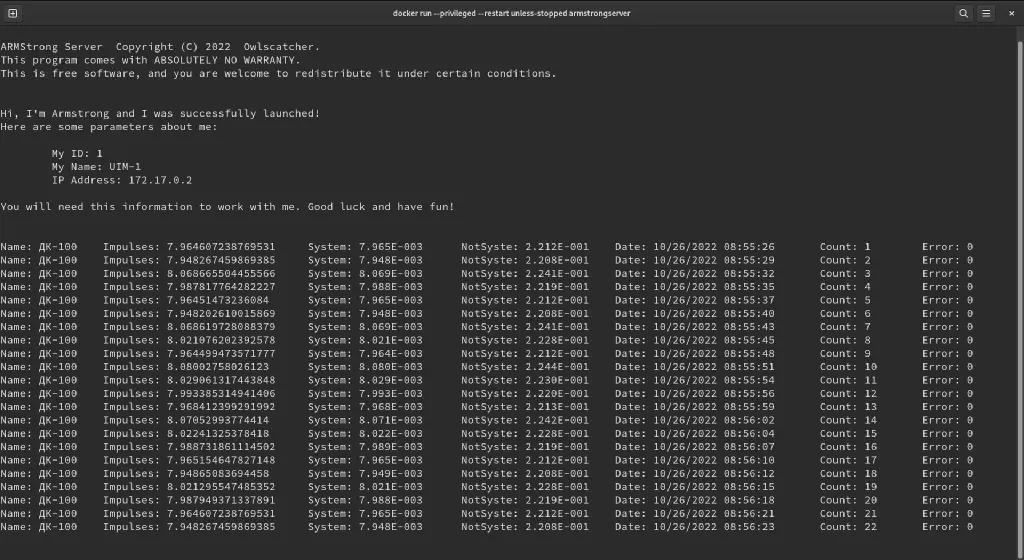 docker run --privileged --restart unless-stopped armstrongserver
ARMStrong Server  Copyright (C) 2022  Owlscatcher.
This program comes with ABSOLUTELY NO WARRANTY.
This is free software, and you are welcome to redistribute it under certain conditions.
Hi, I'm Armstrong and I was successfully launched!
Here are some parameters about me:
My ID: 1
My Name: UIM-1
IP Address: 172.17.0.2
You will need this information to work with me. Good luck and have fun!
Name: ДК-100    Impulses: 7.964607238769531     System: 7.965E-003      NotSyste: 2.212E-001    Date: 10/26/2022 08:55:26       Count: 1        Error: 0
Name: ДК-100    Impulses: 7.948267459869385     System: 7.948E-003      NotSyste: 2.208E-001    Date: 10/26/2022 08:55:29       Count: 2        Error: 0
Name: ДК-100    Impulses: 8.068665504455566     System: 8.069E-003      NotSyste: 2.241E-001    Date: 10/26/2022 08:55:32       Count: 3        Error: 0
Name: ДК-100    Impulses: 7.987817764282227     System: 7.988E-003      NotSyste: 2.219E-001    Date: 10/26/2022 08:55:35       Count: 4        Error: 0
Name: ДК-100    Impulses: 7.96451473236084      System: 7.965E-003      NotSyste: 2.212E-001    Date: 10/26/2022 08:55:37       Count: 5        Error: 0
Name: ДК-100    Impulses: 7.948202610015869     System: 7.948E-003      NotSyste: 2.208E-001    Date: 10/26/2022 08:55:40       Count: 6        Error: 0
Name: ДК-100    Impulses: 8.068619728088379     System: 8.069E-003      NotSyste: 2.241E-001    Date: 10/26/2022 08:55:43       Count: 7        Error: 0
Name: ДК-100    Impulses: 8.021076202392578     System: 8.021E-003      NotSyste: 2.228E-001    Date: 10/26/2022 08:55:45       Count: 8        Error: 0
Name: ДК-100    Impulses: 7.964499473571777     System: 7.964E-003      NotSyste: 2.212E-001    Date: 10/26/2022 08:55:48       Count: 9        Error: 0
Name: ДК-100    Impulses: 8.08002758026123      System: 8.080E-003      NotSyste: 2.244E-001    Date: 10/26/2022 08:55:51       Count: 10       Error: 0
Name: ДК-100    Impulses: 8.029061317443848     System: 8.029E-003      NotSyste: 2.230E-001    Date: 10/26/2022 08:55:54       Count: 11       Error: 0
Name: ДК-100    Impulses: 7.993385314941406     System: 7.993E-003      NotSyste: 2.220E-001    Date: 10/26/2022 08:55:56       Count: 12       Error: 0
Name: ДК-100    Impulses: 7.968412399291992     System: 7.968E-003      NotSyste: 2.213E-001    Date: 10/26/2022 08:55:59       Count: 13       Error: 0
Name: ДК-100    Impulses: 8.07052993774414      System: 8.071E-003      NotSyste: 2.242E-001    Date: 10/26/2022 08:56:02       Count: 14       Error: 0
Name: ДК-100    Impulses: 8.02241325378418      System: 8.022E-003      NotSyste: 2.228E-001    Date: 10/26/2022 08:56:04       Count: 15       Error: 0
Name: ДК-100    Impulses: 7.988731861114502     System: 7.989E-003      NotSyste: 2.219E-001    Date: 10/26/2022 08:56:07       Count: 16       Error: 0
Name: ДК-100    Impulses: 7.965154647827148     System: 7.965E-003      NotSyste: 2.212E-001    Date: 10/26/2022 08:56:10       Count: 17       Error: 0
Name: ДК-100    Impulses: 7.94865083694458      System: 7.949E-003      NotSyste: 2.208E-001    Date: 10/26/2022 08:56:12       Count: 18       Error: 0
Name: ДК-100    Impulses: 8.021295547485352     System: 8.021E-003      NotSyste: 2.228E-001    Date: 10/26/2022 08:56:15       Count: 19       Error: 0
Name: ДК-100    Impulses: 7.987949371337891     System: 7.988E-003      NotSyste: 2.219E-001    Date: 10/26/2022 08:56:18       Count: 20       Error: 0
Name: ДК-100    Impulses: 7.964607238769531     System: 7.965E-003      NotSyste: 2.212E-001    Date: 10/26/2022 08:56:21       Count: 21       Error: 0
Name: ДК-100    Impulses: 7.948267459869385     System: 7.948E-003      NotSyste: 2.208E-001    Date: 10/26/2022 08:56:23       Count: 22       Error: 0